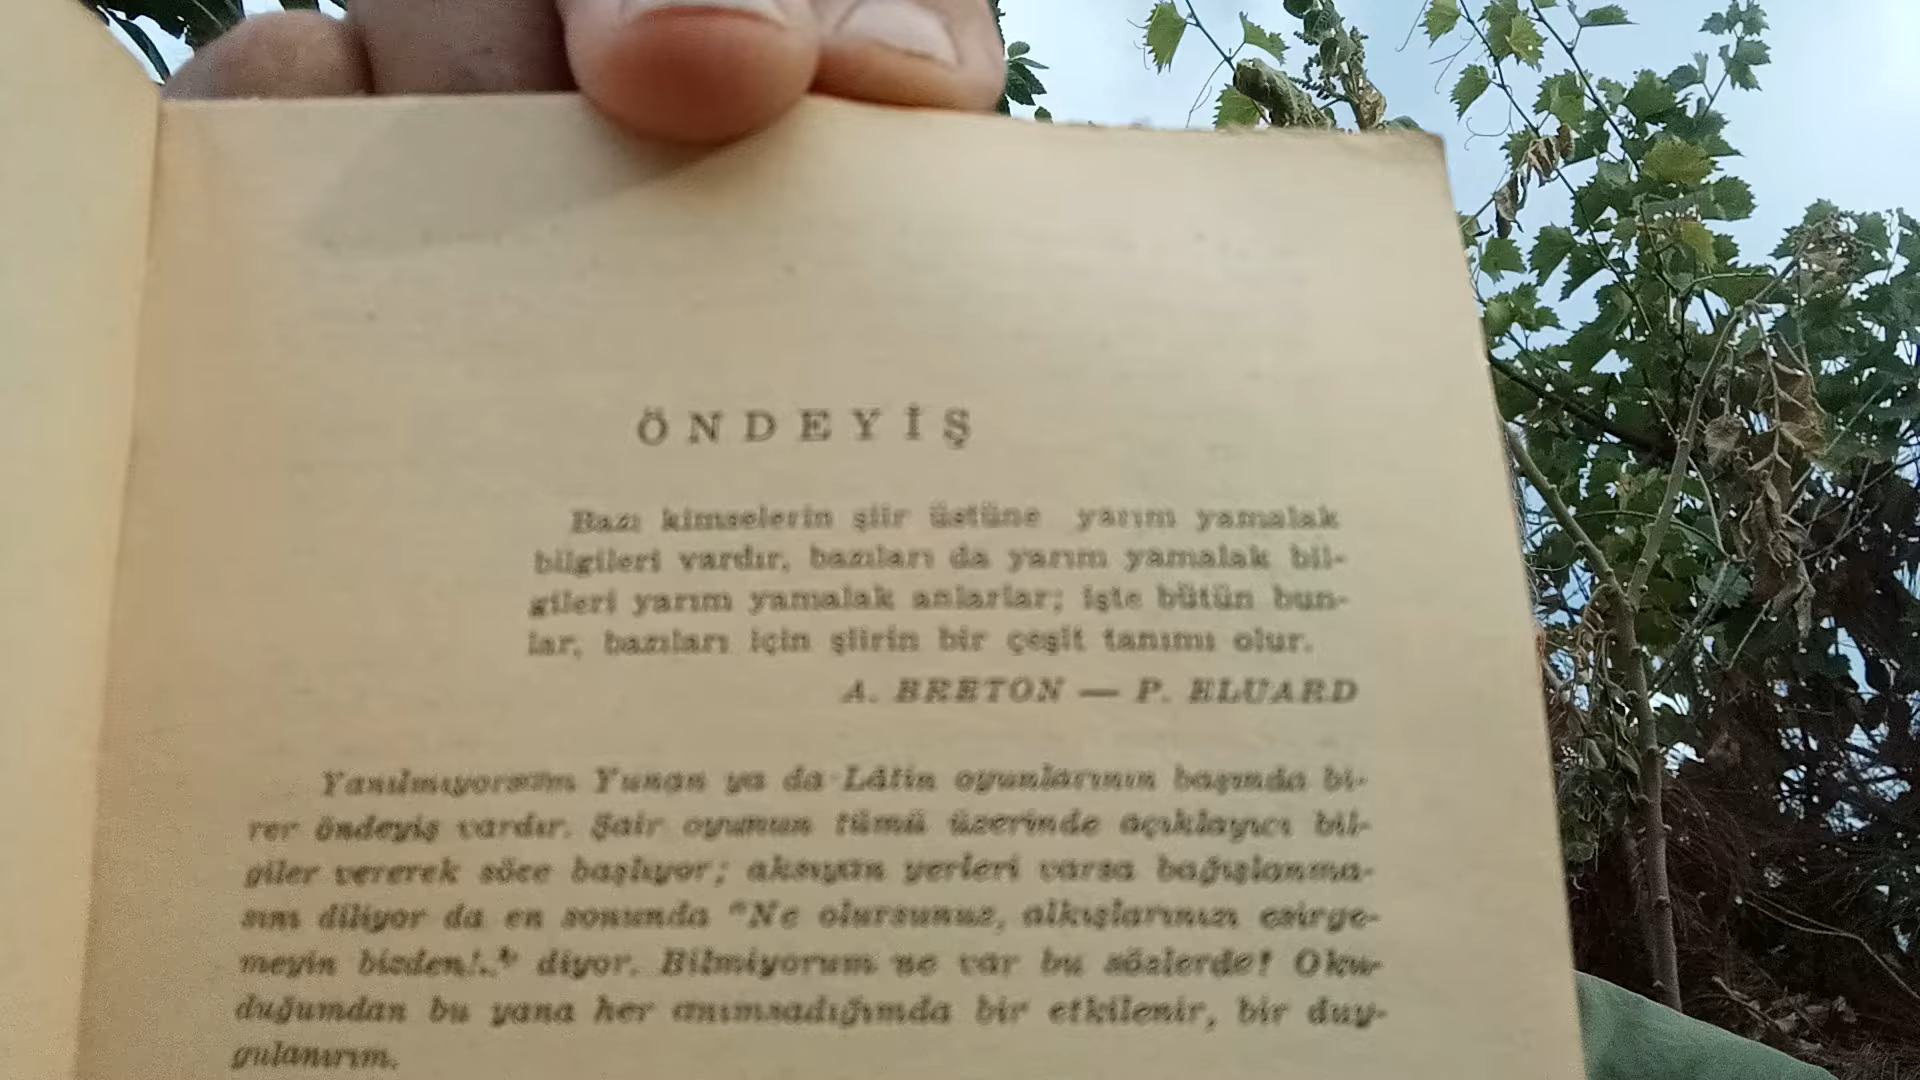 ÖNDEYİŞ
Bazı kimselerin şiir üstüne yarım yamalak
bilgileri vardır, bazıları da yarım yamalak bil-
gileri yarım yamalak anlarlar; işte bütün bun-
lar, bazıları için şiirin bir çeşit tanımı olur.
A. BRETON — P. ELUARD
Yanılmıyorsam Yunan ya da Lâtin oyunlarının başında bi-
rer öndeyiş vardır. Şair oyunun tümü üzerinde açıklayıcı bil-
giler vererek söze başlıyor; aksıyan yerleri varsa bağışlanma-
sını diliyor da en sonunda "Ne olursunuz, alkışlarınızı esirge-
meyin bizden!.." diyor. Bilmiyorum ne var bu sözlerde! Oku-
duğumdan bu yana her anımsadığımda bir etkilenir, bir duy-
gulanırım.